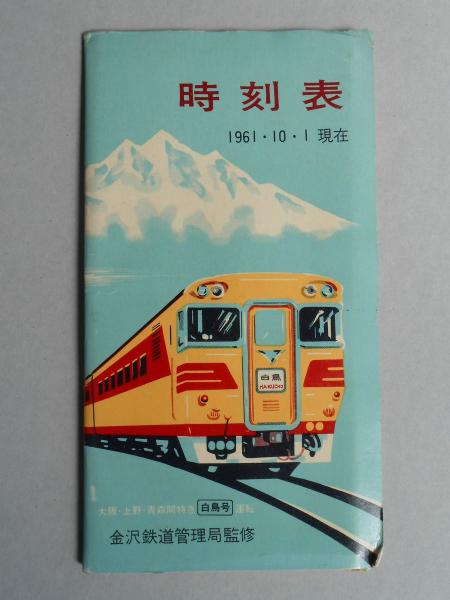 時刻表
1961・10・1 現在
白鳥
HAKUCHO
大阪・上野・青森間特急 白鳥号 運転
金沢鉄道管理局監修